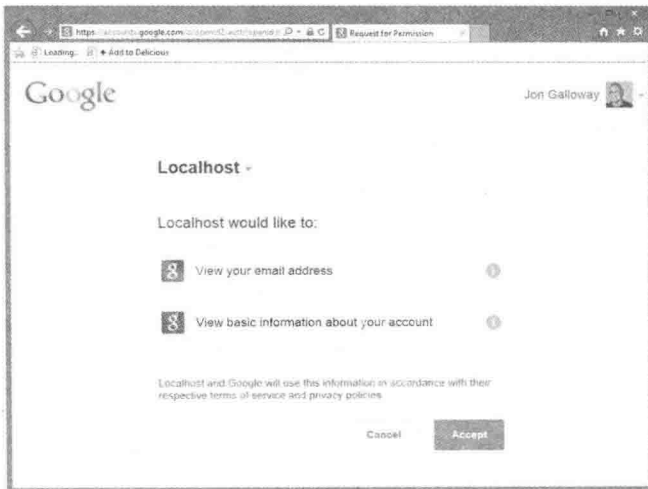 https accounts.google.com
Request for Permission
Loading..
Add to Delicious
Google
Jon Galloway
Localhost
Localhost would like to:
View your email address
View basic information about your account
Localhost and Google will use this information in accordance with their
respective terms of service and privacy policies
Cancel
Accept